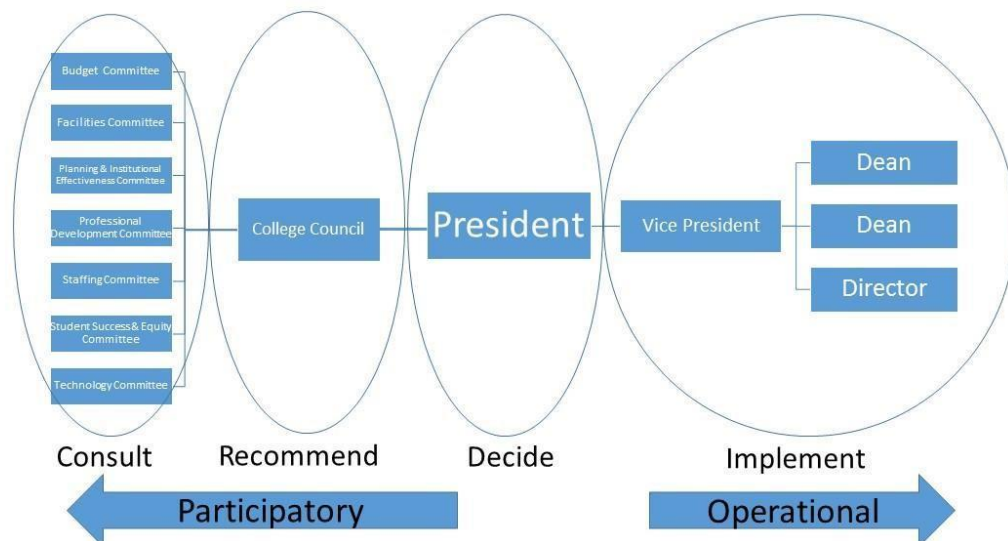 Budget Committee
Facilities Committee
Planning & Institutional
Effectiveness Committee
Professional
Development Committee
Staffing Committee
Student Success & Equity
Committee
Technology Committee
College Council
President
Vice President
Dean
Dean
Director
Consult
Recommend
Decide
Implement
Participatory
Operational